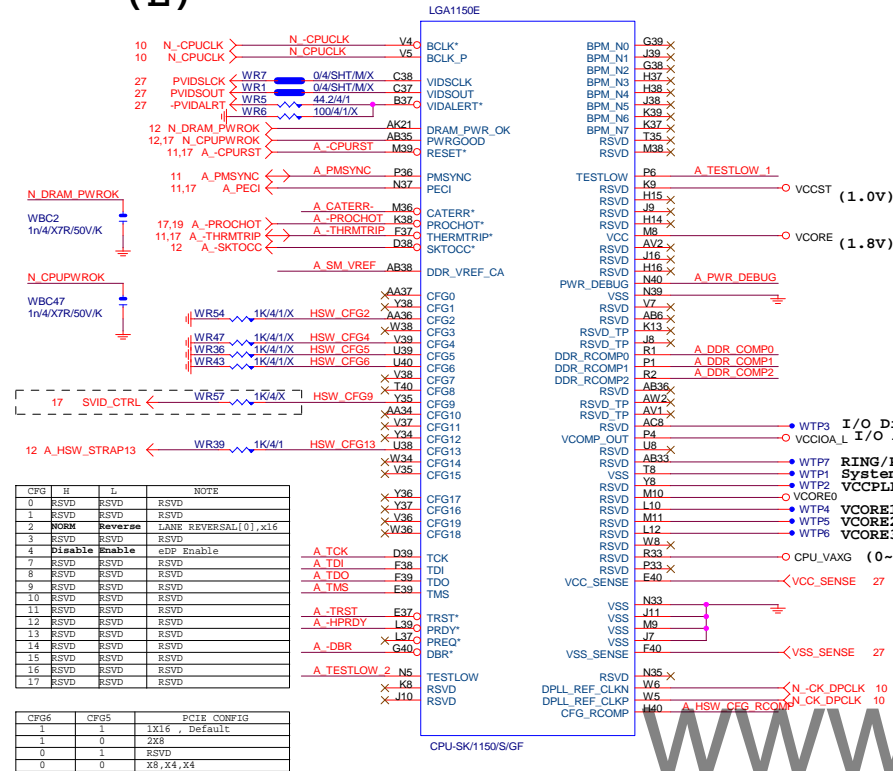 (E)
LGA1150E
10 N_-CPUCLK N_-CPUCLK V4 BCLK* BPM_N0 G39
10 N_CPUCLK N_CPUCLK V5 BCLK_P BPM_N1 J39
BPM_N2 G38
27 PVIDSLCK WR7 0/4/SHT/M/X C38 VIDSCLK BPM_N3 H37
27 PVIDSOUT WR1 0/4/SHT/M/X C37 VIDSOUT BPM_N4 H38
27 -PVIDALRT WR5 44.2/4/1 B37 VIDALERT* BPM_N5 J38
WR6 100/4/1/X BPM_N6 K39
12 N_DRAM_PWROK AK21 DRAM_PWR_OK BPM_N7 K37
12,17 N_CPUPWROK AB35 PWRGOOD RSVD T35
11,17 A_-CPURST A_-CPURST M39 RESET* RSVD M38
11 A_PMSYNC A_PMSYNC P36 PMSYNC TESTLOW P6 A_TESTLOW_1
11,17 A_PECI A_PECI N37 PECI RSVD K9 VCCST (1.0V)
N_DRAM_PWROK
RSVD H15
A_CATERR- M36 CATERR* RSVD J9
17,19 A_-PROCHOT A_-PROCHOT K38 PROCHOT* RSVD H14
11,17 A_-THRMTRIP A_-THRMTRIP F37 THERMTRIP* VCC M8 VCORE (1.8V)
12 A_-SKTOCC D38 SKTOCC* RSVD AV2
WBC2
1n/4/X7R/50V/K
RSVD J16
A_SM_VREF AB38 DDR_VREF_CA RSVD H16
PWR_DEBUG N40 A_PWR_DEBUG
N_CPUPWROK
WBC47
1n/4/X7R/50V/K
AA37 CFG0 VSS N39
Y38 CFG1 RSVD V7
WR54 1K/4/1/X HSW_CFG2 AA36 CFG2 RSVD AB6
W38 CFG3 RSVD_TP K13
WR47 1K/4/1/X HSW_CFG4 V39 CFG4 RSVD_TP J8
WR36 1K/4/1/X HSW_CFG5 U39 CFG5 DDR_RCOMP0 R1 A_DDR_COMP0
WR43 1K/4/1/X HSW_CFG6 U40 CFG6 DDR_RCOMP1 P1 A_DDR_COMP1
V38 CFG7 DDR_RCOMP2 R2 A_DDR_COMP2
T40 CFG8 RSVD AB36
17 SVID_CTRL WR57 1K/4/X HSW_CFG9 Y35 CFG9 RSVD_TP AW2
AA34 CFG10 RSVD_TP AV1
V37 CFG11 RSVD AC8 WTP3 I/O Di
Y34 CFG12 VCOMP_OUT P4 VCCIOA_L I/O
12 A_HSW_STRAP13 WR39 1K/4/1 HSW_CFG13 U38 CFG13 RSVD U8
W34 CFG14 RSVD AB33 WTP7 RING/
V35 CFG15 VSS T8 WTP1 System
RSVD Y8 WTP2 VCCPLL
Y36 CFG17 RSVD M10 VCORE0
Y37 CFG16 RSVD L10 WTP4 VCORE1
V36 CFG19 RSVD M11 WTP5 VCORE2
W36 CFG18 RSVD L12 WTP6 VCORE3
RSVD W8
A_TCK D39 TCK RSVD R33 CPU_VAXG (0~
A_TDI F38 TDI RSVD P33
A_TDO F39 TDO VCC_SENSE E40 VCC_SENSE 27
A_TMS E39 TMS
A_-TRST E37 TRST* VSS N33
A_-HPRDY L39 PRDY* VSS J11
L37 PREQ* VSS M9
A_-DBR G40 DBR* VSS J7
VSS_SENSE F40 VSS_SENSE 27
A_TESTLOW_2 N5 TESTLOW RSVD N35
K8 RSVD DPLL_REF_CLKN W6 N_-CK_DPCLK 10
J10 RSVD DPLL_REF_CLKP W5 N_CK_DPCLK 10
CFG_RCOMP H40 A_HSW_CFG_RCOMP
CPU-SK/1150/S/GF
CFG H L NOTE
0 RSVD RSVD RSVD
1 RSVD RSVD RSVD
2 NORM Reverse LANE REVERSAL[0],x16
3 RSVD RSVD RSVD
4 Disable Enable eDP Enable
7 RSVD RSVD RSVD
8 RSVD RSVD RSVD
9 RSVD RSVD RSVD
10 RSVD RSVD RSVD
11 RSVD RSVD RSVD
12 RSVD RSVD RSVD
13 RSVD RSVD RSVD
14 RSVD RSVD RSVD
15 RSVD RSVD RSVD
16 RSVD RSVD RSVD
17 RSVD RSVD RSVD
CFG6 CFG5 PCIE CONFIG
1 1 1X16 , Default
1 0 2X8
0 1 RSVD
0 0 X8,X4,X4
WWW